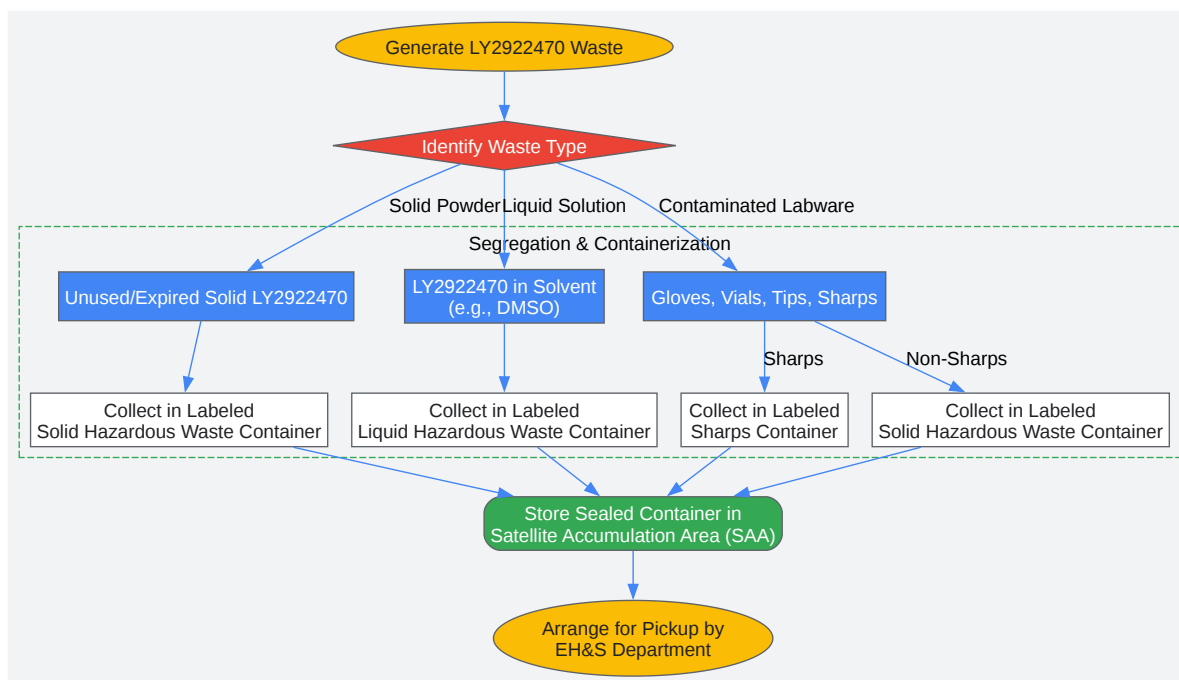 Generate LY2922470 Waste
Identify Waste Type
Solid Powder
Liquid Solution
Contaminated Labware
Segregation & Containerization
Unused/Expired Solid LY2922470
LY2922470 in Solvent
(e.g., DMSO)
Gloves, Vials, Tips, Sharps
Sharps
Non-Sharps
Collect in Labeled
Solid Hazardous Waste Container
Collect in Labeled
Liquid Hazardous Waste Container
Collect in Labeled
Sharps Container
Collect in Labeled
Solid Hazardous Waste Container
Store Sealed Container in
Satellite Accumulation Area (SAA)
Arrange for Pickup by
EH&S Department